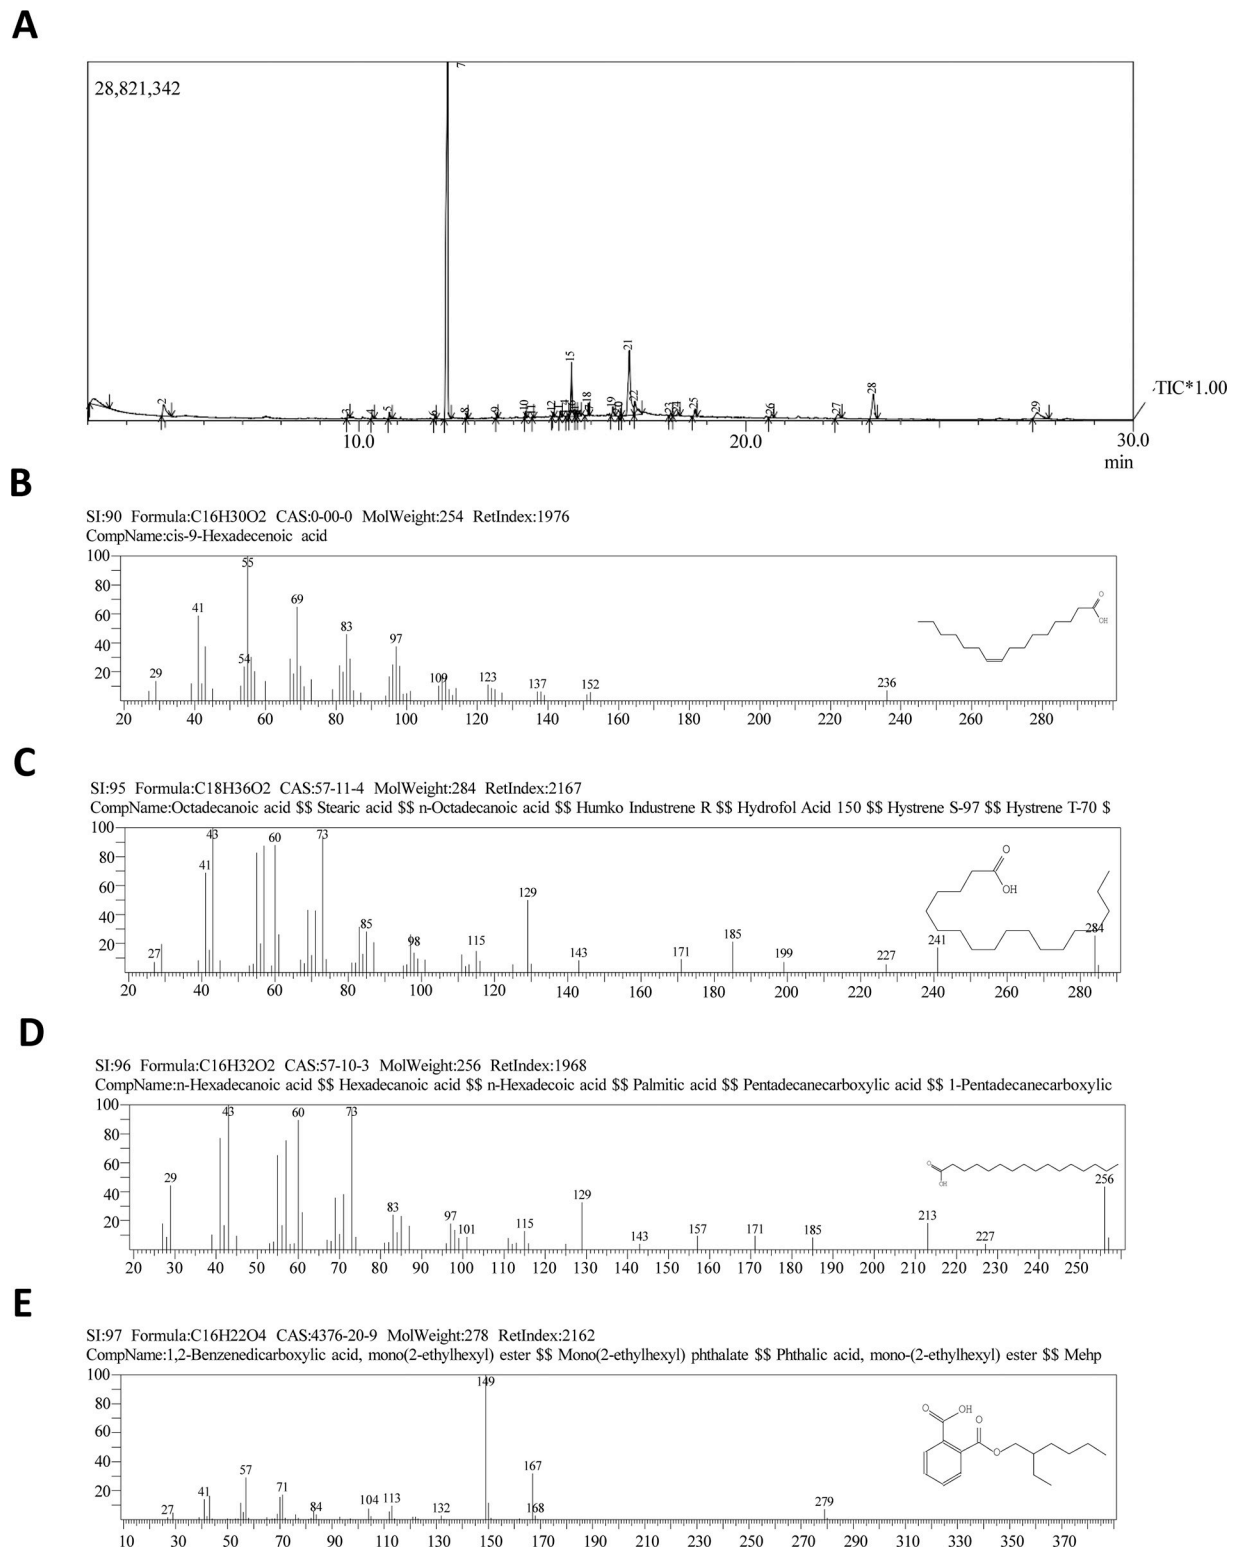 A
28,821,342
7
2
3
4
5
6
8
9
10
11
12
15
18
19
20
21
22
23
24
25
26
27
28
29
TIC*1.00
10.0 20.0 30.0
min
B
SI:90 Formula:C16H30O2 CAS:0-00-0 MolWeight:254 RetIndex:1976
CompName:cis-9-Hexadecenoic acid
100
80
60
40
20
29 41 54 55 69 83 97 109 123 137 152 236
O
OH
20 40 60 80 100 120 140 160 180 200 220 240 260 280
C
SI:95 Formula:C18H36O2 CAS:57-11-4 MolWeight:284 RetIndex:2167
CompName:Octadecanoic acid $$ Stearic acid $$ n-Octadecanoic acid $$ Humko Industrene R $$ Hydrofol Acid 150 $$ Hystrene S-97 $$ Hystrene T-70 $
100
80
60
40
20
27 41 43 60 73 85 98 115 129 143 171 185 199 227 241 284
O
OH
20 40 60 80 100 120 140 160 180 200 220 240 260 280
D
SI:96 Formula:C16H32O2 CAS:57-10-3 MolWeight:256 RetIndex:1968
CompName:n-Hexadecanoic acid $$ Hexadecanoic acid $$ n-Hexadecoic acid $$ Palmitic acid $$ Pentadecanecarboxylic acid $$ 1-Pentadecanecarboxylic
100
80
60
40
20
29 43 60 73 83 97 101 115 129 143 157 171 185 213 227 256
O
OH
20 30 40 50 60 70 80 90 100 110 120 130 140 150 160 170 180 190 200 210 220 230 240 250
E
SI:97 Formula:C16H22O4 CAS:4376-20-9 MolWeight:278 RetIndex:2162
CompName:1,2-Benzenedicarboxylic acid, mono(2-ethylhexyl) ester $$ Mono(2-ethylhexyl) phthalate $$ Phthalic acid, mono-(2-ethylhexyl) ester $$ Mehp
100
80
60
40
20
27 41 57 71 84 104 113 132 149 167 168 279
O
OH
O
O
10 30 50 70 90 110 130 150 170 190 210 230 250 270 290 310 330 350 370